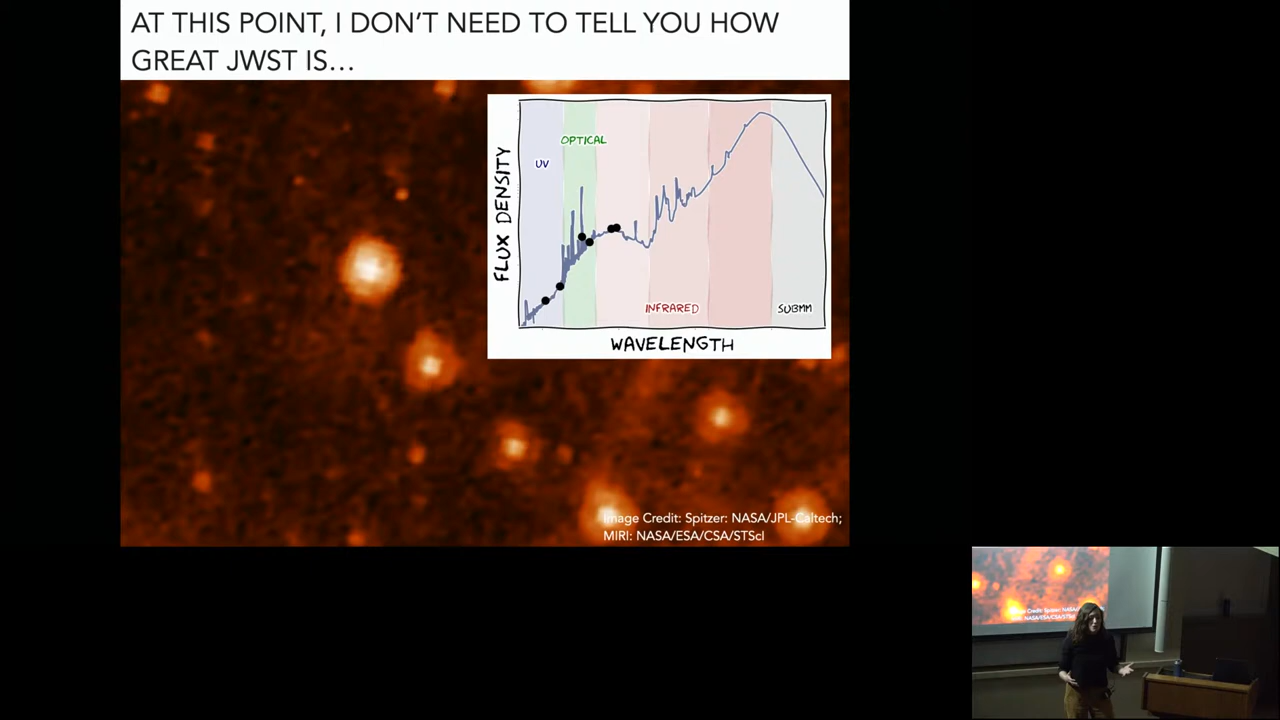 AT THIS POINT, I DON'T NEED TO TELL YOU HOW
GREAT JWST IS…
OPTICAL
UV
FLUX DENSITY
INFRARED
SUBMM
WAVELENGTH
Image Credit: Spitzer: NASA/JPL-Caltech;
MIRI: NASA/ESA/CSA/STScI